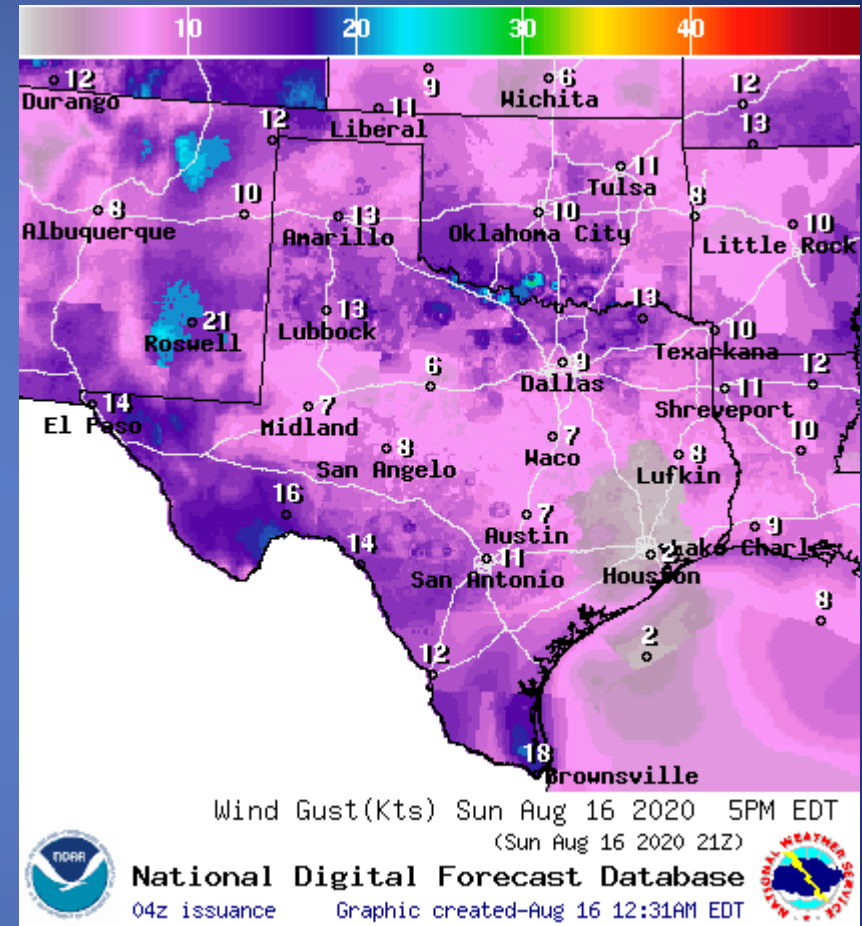 10 20 30 40
12 9 6 12
Durango Wichita
12 11 13
Liberal
11
Tulsa
8 10 13 10 8 10
Albuquerque Amarillo Oklahoma City Little Rock
21 13 13 10
Roswell Lubbock Texarkana
6 9 11 12
Dallas
14 7 Shreveport
El Paso Midland
8 7 8 10
San Angelo Waco Lufkin
16 7 9
Austin
14 11 2 Lake Charles
San Antonio Houston
8
12 2
18
Brownsville
Wind Gust(Kts) Sun Aug 16 2020 5PM EDT
(Sun Aug 16 2020 21Z)
NOAA
National Digital Forecast Database
04z issuance Graphic created-Aug 16 12:31AM EDT
NATIONAL WEATHER SERVICE